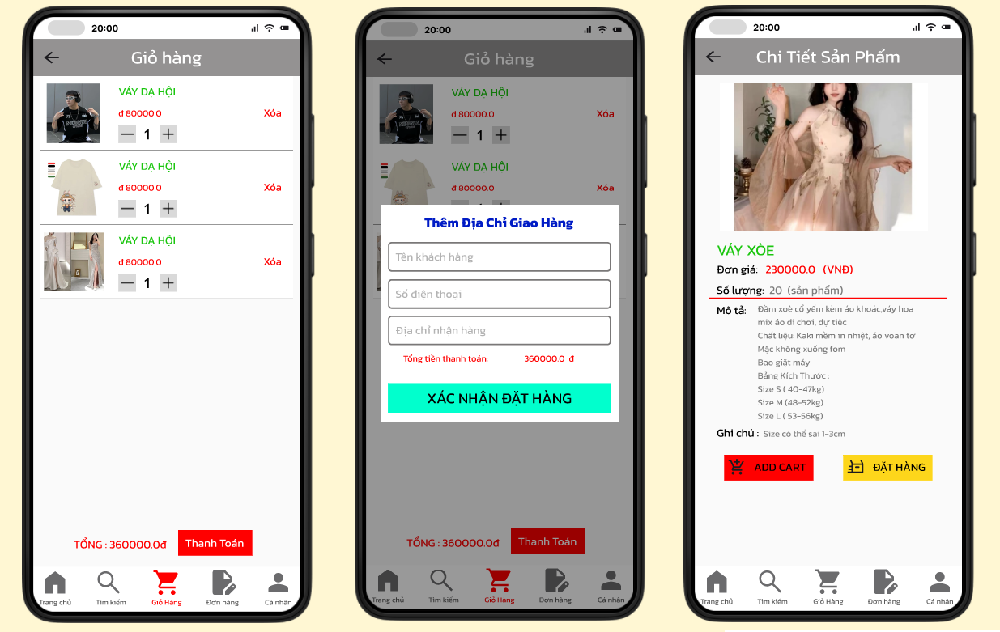 20:00
Giỏ hàng
VÁY DẠ HỘI
đ 80000.0
Xóa
1
VÁY DẠ HỘI
đ 80000.0
Xóa
1
VÁY DẠ HỘI
đ 80000.0
Xóa
1
TỔNG : 360000.0đ
Thanh Toán
Trang chủ
Tìm kiếm
Giỏ Hàng
Đơn hàng
Cá nhân
20:00
Giỏ hàng
VÁY DẠ HỘI
đ 80000.0
Xóa
1
VÁY DẠ HỘI
đ 80000.0
Xóa
Thêm Địa Chỉ Giao Hàng
Tên khách hàng
Số điện thoại
Địa chỉ nhận hàng
Tổng tiền thanh toán: 360000.0 đ
XÁC NHẬN ĐẶT HÀNG
TỔNG : 360000.0đ
Thanh Toán
Trang chủ
Tìm kiếm
Giỏ Hàng
Đơn hàng
Cá nhân
20:00
Chi Tiết Sản Phẩm
VÁY XÒE
Đơn giá: 230000.0 (VNĐ)
Số lượng: 20 (sản phẩm)
Mô tả: Đầm xoè cổ yếm kèm áo khoác,váy hoa
mix áo đi chơi, dự tiệc
Chất liệu: Kaki mềm in nhiệt, áo voan tơ
Mặc không xuống fom
Bao giặt máy
Bảng Kích Thước :
Size S ( 40-47kg)
Size M (48-52kg)
Size L ( 53-56kg)
Ghi chú : Size có thể sai 1-3cm
ADD CART
ĐẶT HÀNG
Trang chủ
Tìm kiếm
Giỏ Hàng
Đơn hàng
Cá nhân